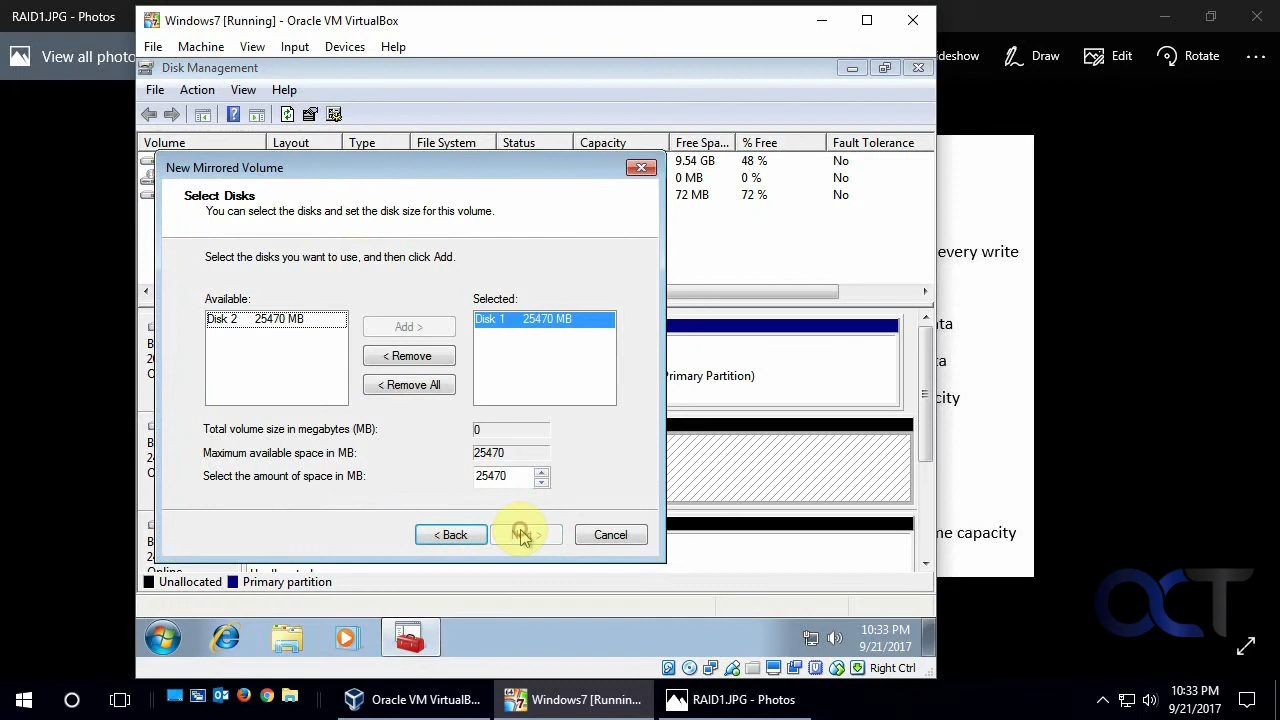 RAID1.JPG - Photos
View all photo
eshow
Draw
Edit
Rotate
Windows7 [Running] - Oracle VM VirtualBox
File Machine View Input Devices Help
Disk Management
File Action View Help
Volume Layout Type File System Status Capacity Free Spa... % Free Fault Tolerance
9.54 GB 48 % No
0 MB 0 % No
72 MB 72 % No
New Mirrored Volume
Select Disks
You can select the disks and set the disk size for this volume.
Select the disks you want to use, and then click Add.
Available: Selected:
Disk 2 25470 MB
Add >
Disk 1 25470 MB
< Remove
< Remove All
Total volume size in megabytes (MB): 0
Maximum available space in MB: 25470
Select the amount of space in MB: 25470
< Back
Cancel
Primary Partition)
every write
ata
a
city
me capacity
Online
Unallocated Primary partition
10:33 PM
9/21/2017
Right Ctrl
OCT
Oracle VM VirtualB...
Windows7 [Running...
RAID1.JPG - Photos
10:33 PM
9/21/2017